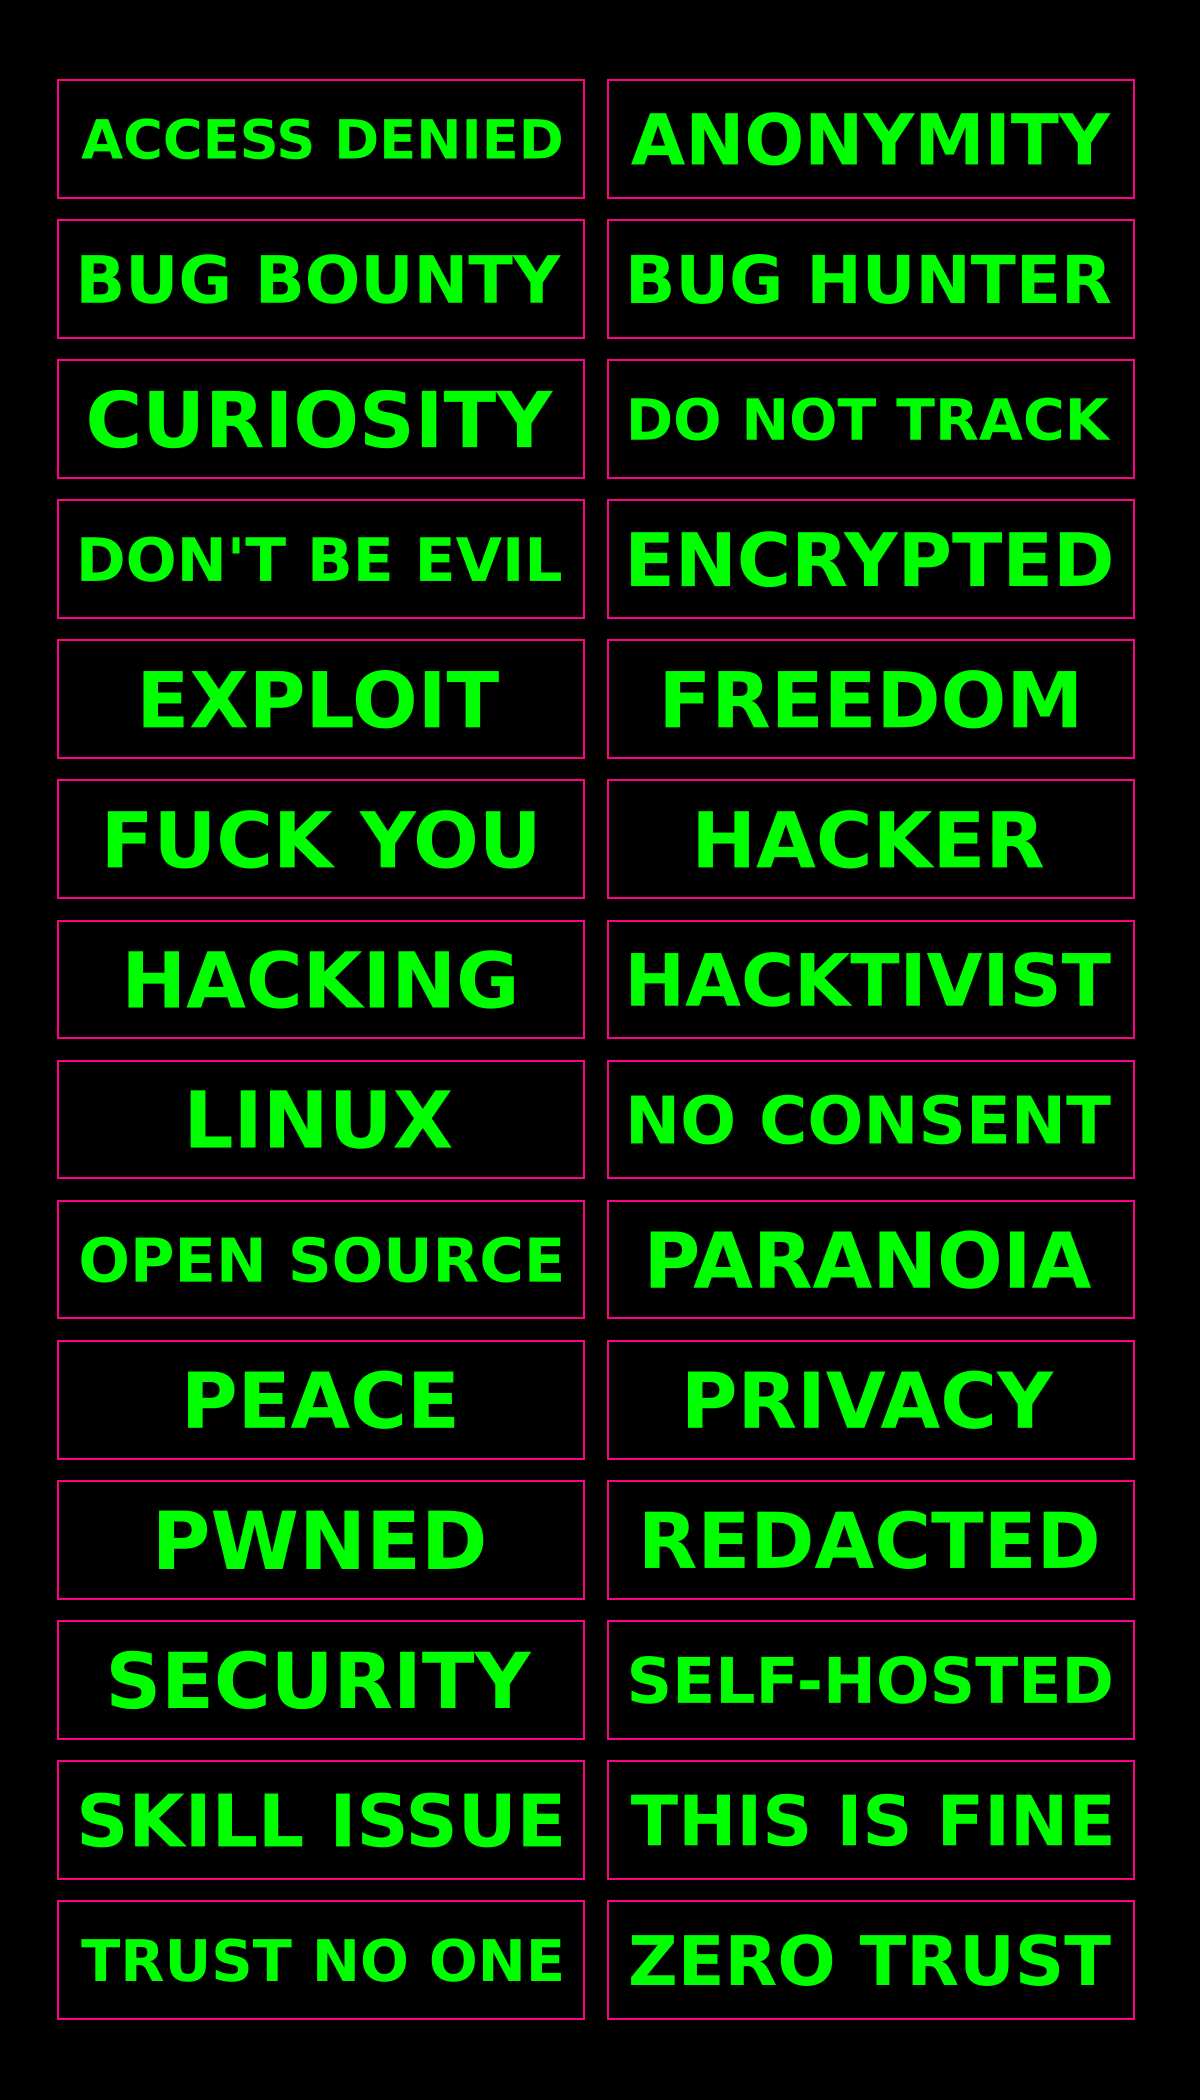 ACCESS DENIED
ANONYMITY
BUG BOUNTY
BUG HUNTER
CURIOSITY
DO NOT TRACK
DON'T BE EVIL
ENCRYPTED
EXPLOIT
FREEDOM
FUCK YOU
HACKER
HACKING
HACKTIVIST
LINUX
NO CONSENT
OPEN SOURCE
PARANOIA
PEACE
PRIVACY
PWNED
REDACTED
SECURITY
SELF-HOSTED
SKILL ISSUE
THIS IS FINE
TRUST NO ONE
ZERO TRUST